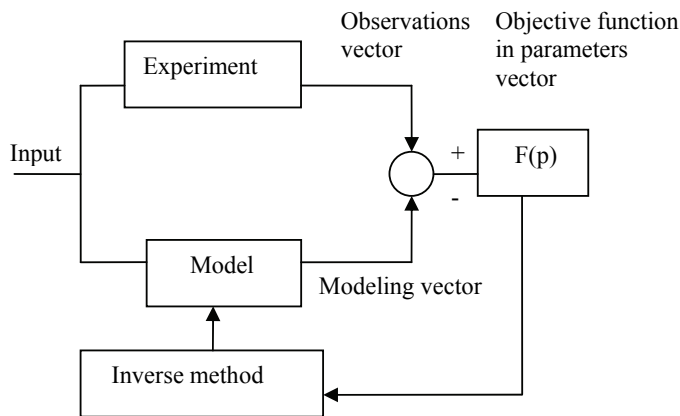 Observations
vector
Objective function
in parameters
vector
Experiment
Input
+
F(p)
-
Model
Modeling vector
Inverse method